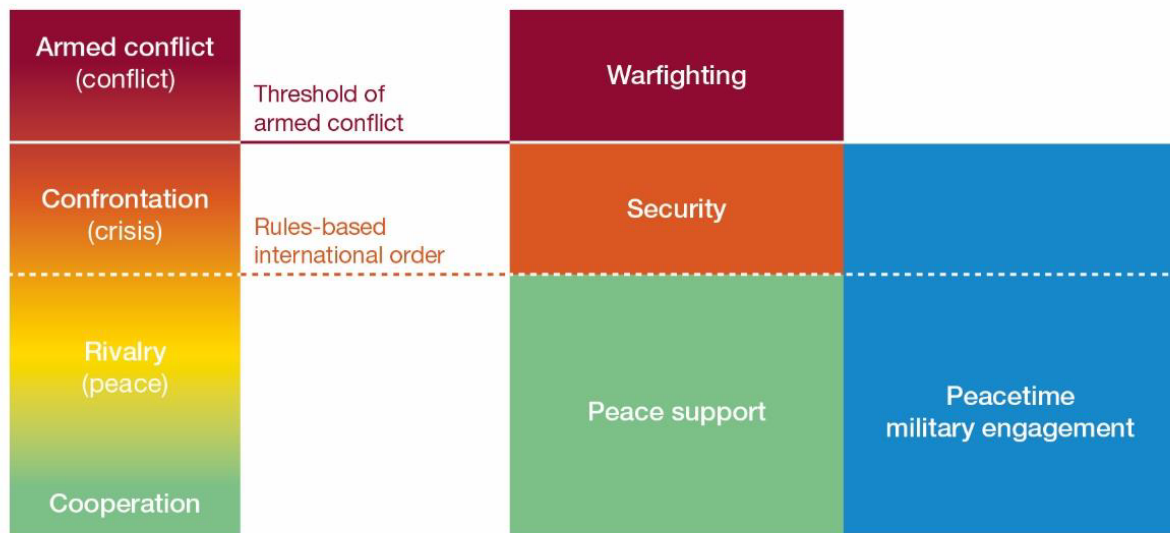 Armed conflict
(conflict)
Threshold of
armed conflict
Warfighting
Confrontation
(crisis)
Rules-based
international order
Security
Rivalry
(peace)
Peace support
Peacetime
military engagement
Cooperation